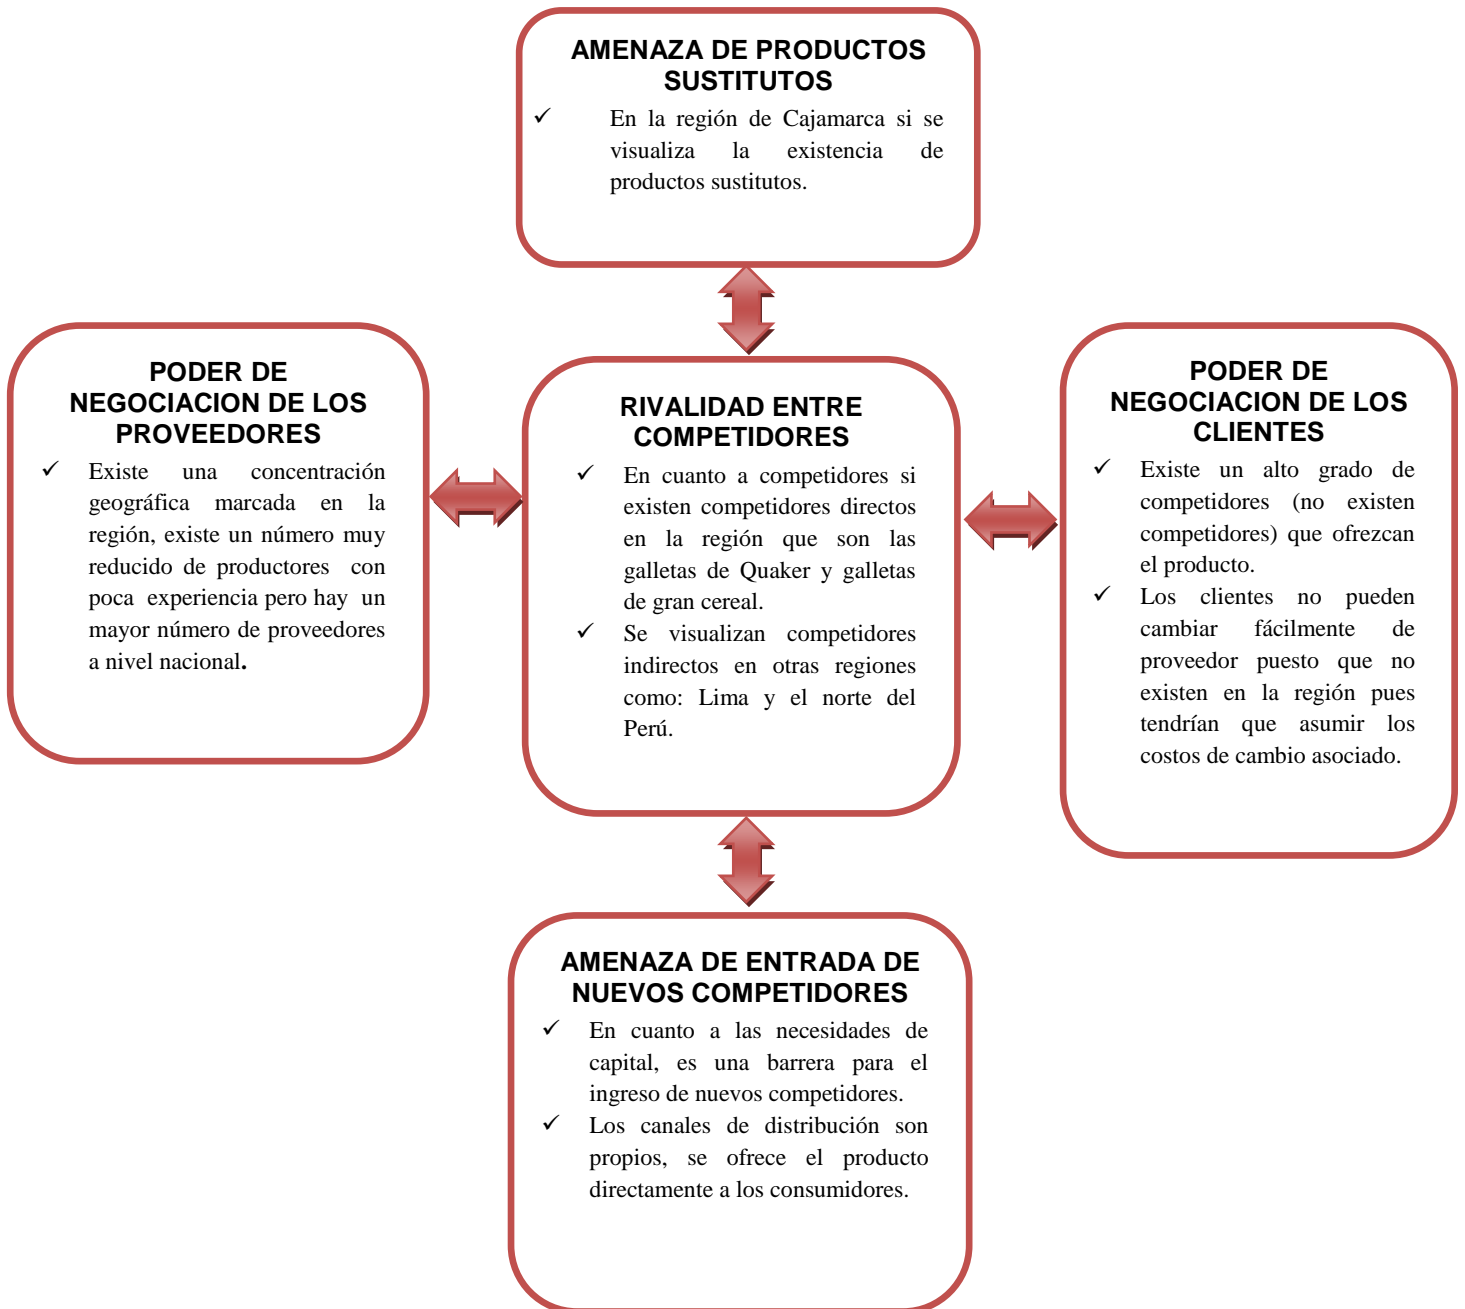 AMENAZA DE PRODUCTOS
SUSTITUTOS
✓ En la región de Cajamarca si se
visualiza la existencia de
productos sustitutos.
PODER DE
NEGOCIACION DE LOS
PROVEEDORES
✓ Existe una concentración
geográfica marcada en la
región, existe un número muy
reducido de productores con
poca experiencia pero hay un
mayor número de proveedores
a nivel nacional.
RIVALIDAD ENTRE
COMPETIDORES
✓ En cuanto a competidores si
existen competidores directos
en la región que son las
galletas de Quaker y galletas
de gran cereal.
✓ Se visualizan competidores
indirectos en otras regiones
como: Lima y el norte del
Perú.
PODER DE
NEGOCIACION DE LOS
CLIENTES
✓ Existe un alto grado de
competidores (no existen
competidores) que ofrezcan
el producto.
✓ Los clientes no pueden
cambiar fácilmente de
proveedor puesto que no
existen en la región pues
tendrían que asumir los
costos de cambio asociado.
AMENAZA DE ENTRADA DE
NUEVOS COMPETIDORES
✓ En cuanto a las necesidades de
capital, es una barrera para el
ingreso de nuevos competidores.
✓ Los canales de distribución son
propios, se ofrece el producto
directamente a los consumidores.